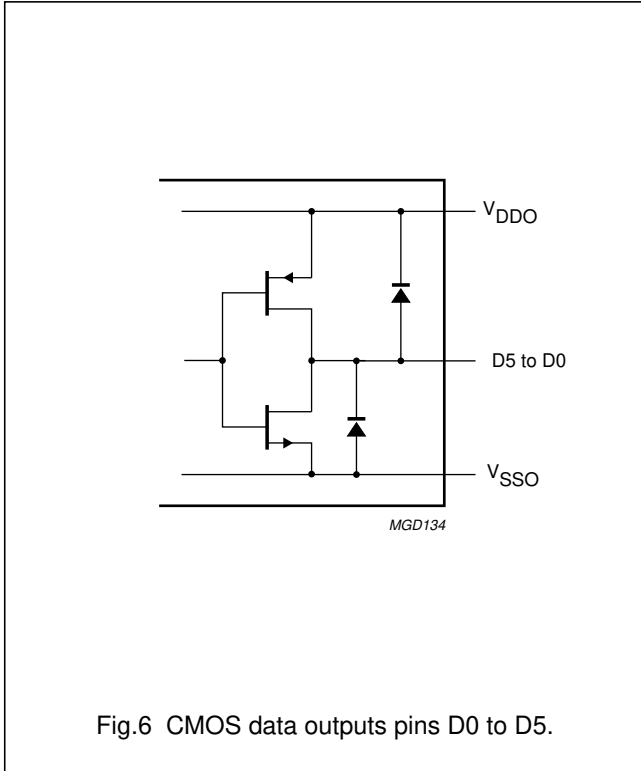 VDDO
D5 to D0
VSSO
MGD134
Fig.6 CMOS data outputs pins D0 to D5.